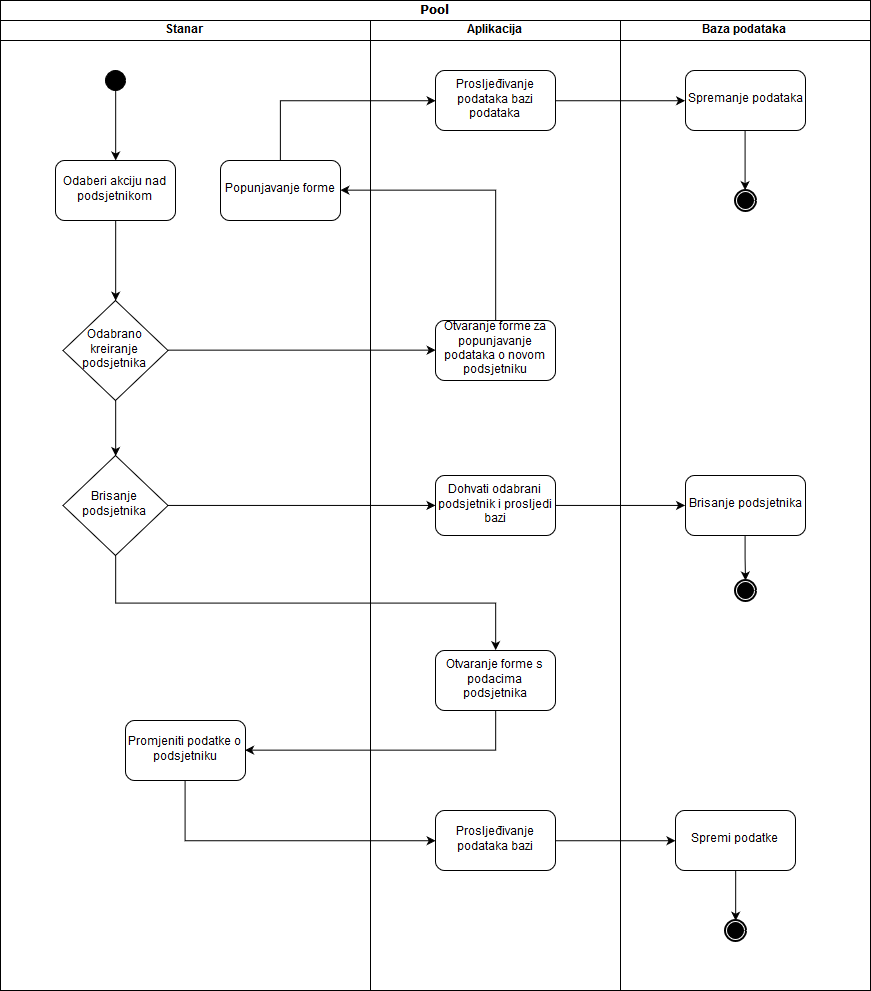 Pool
Stanar
Aplikacija
Baza podataka
Prosljeđivanje
podataka bazi
podataka
Spremanje podataka
Odaberi akciju nad
podsjetnikom
Popunjavanje forme
Odabrano
kreiranje
podsjetnika
Otvaranje forme za
popunjavanje
podataka o novom
podsjetniku
Brisanje
podsjetnika
Dohvati odabrani
podsjetnik i prosljedi
bazi
Brisanje podsjetnika
Otvaranje forme s
podacima
podsjetnika
Promjeniti podatke o
podsjetniku
Prosljeđivanje
podataka bazi
Spremi podatke